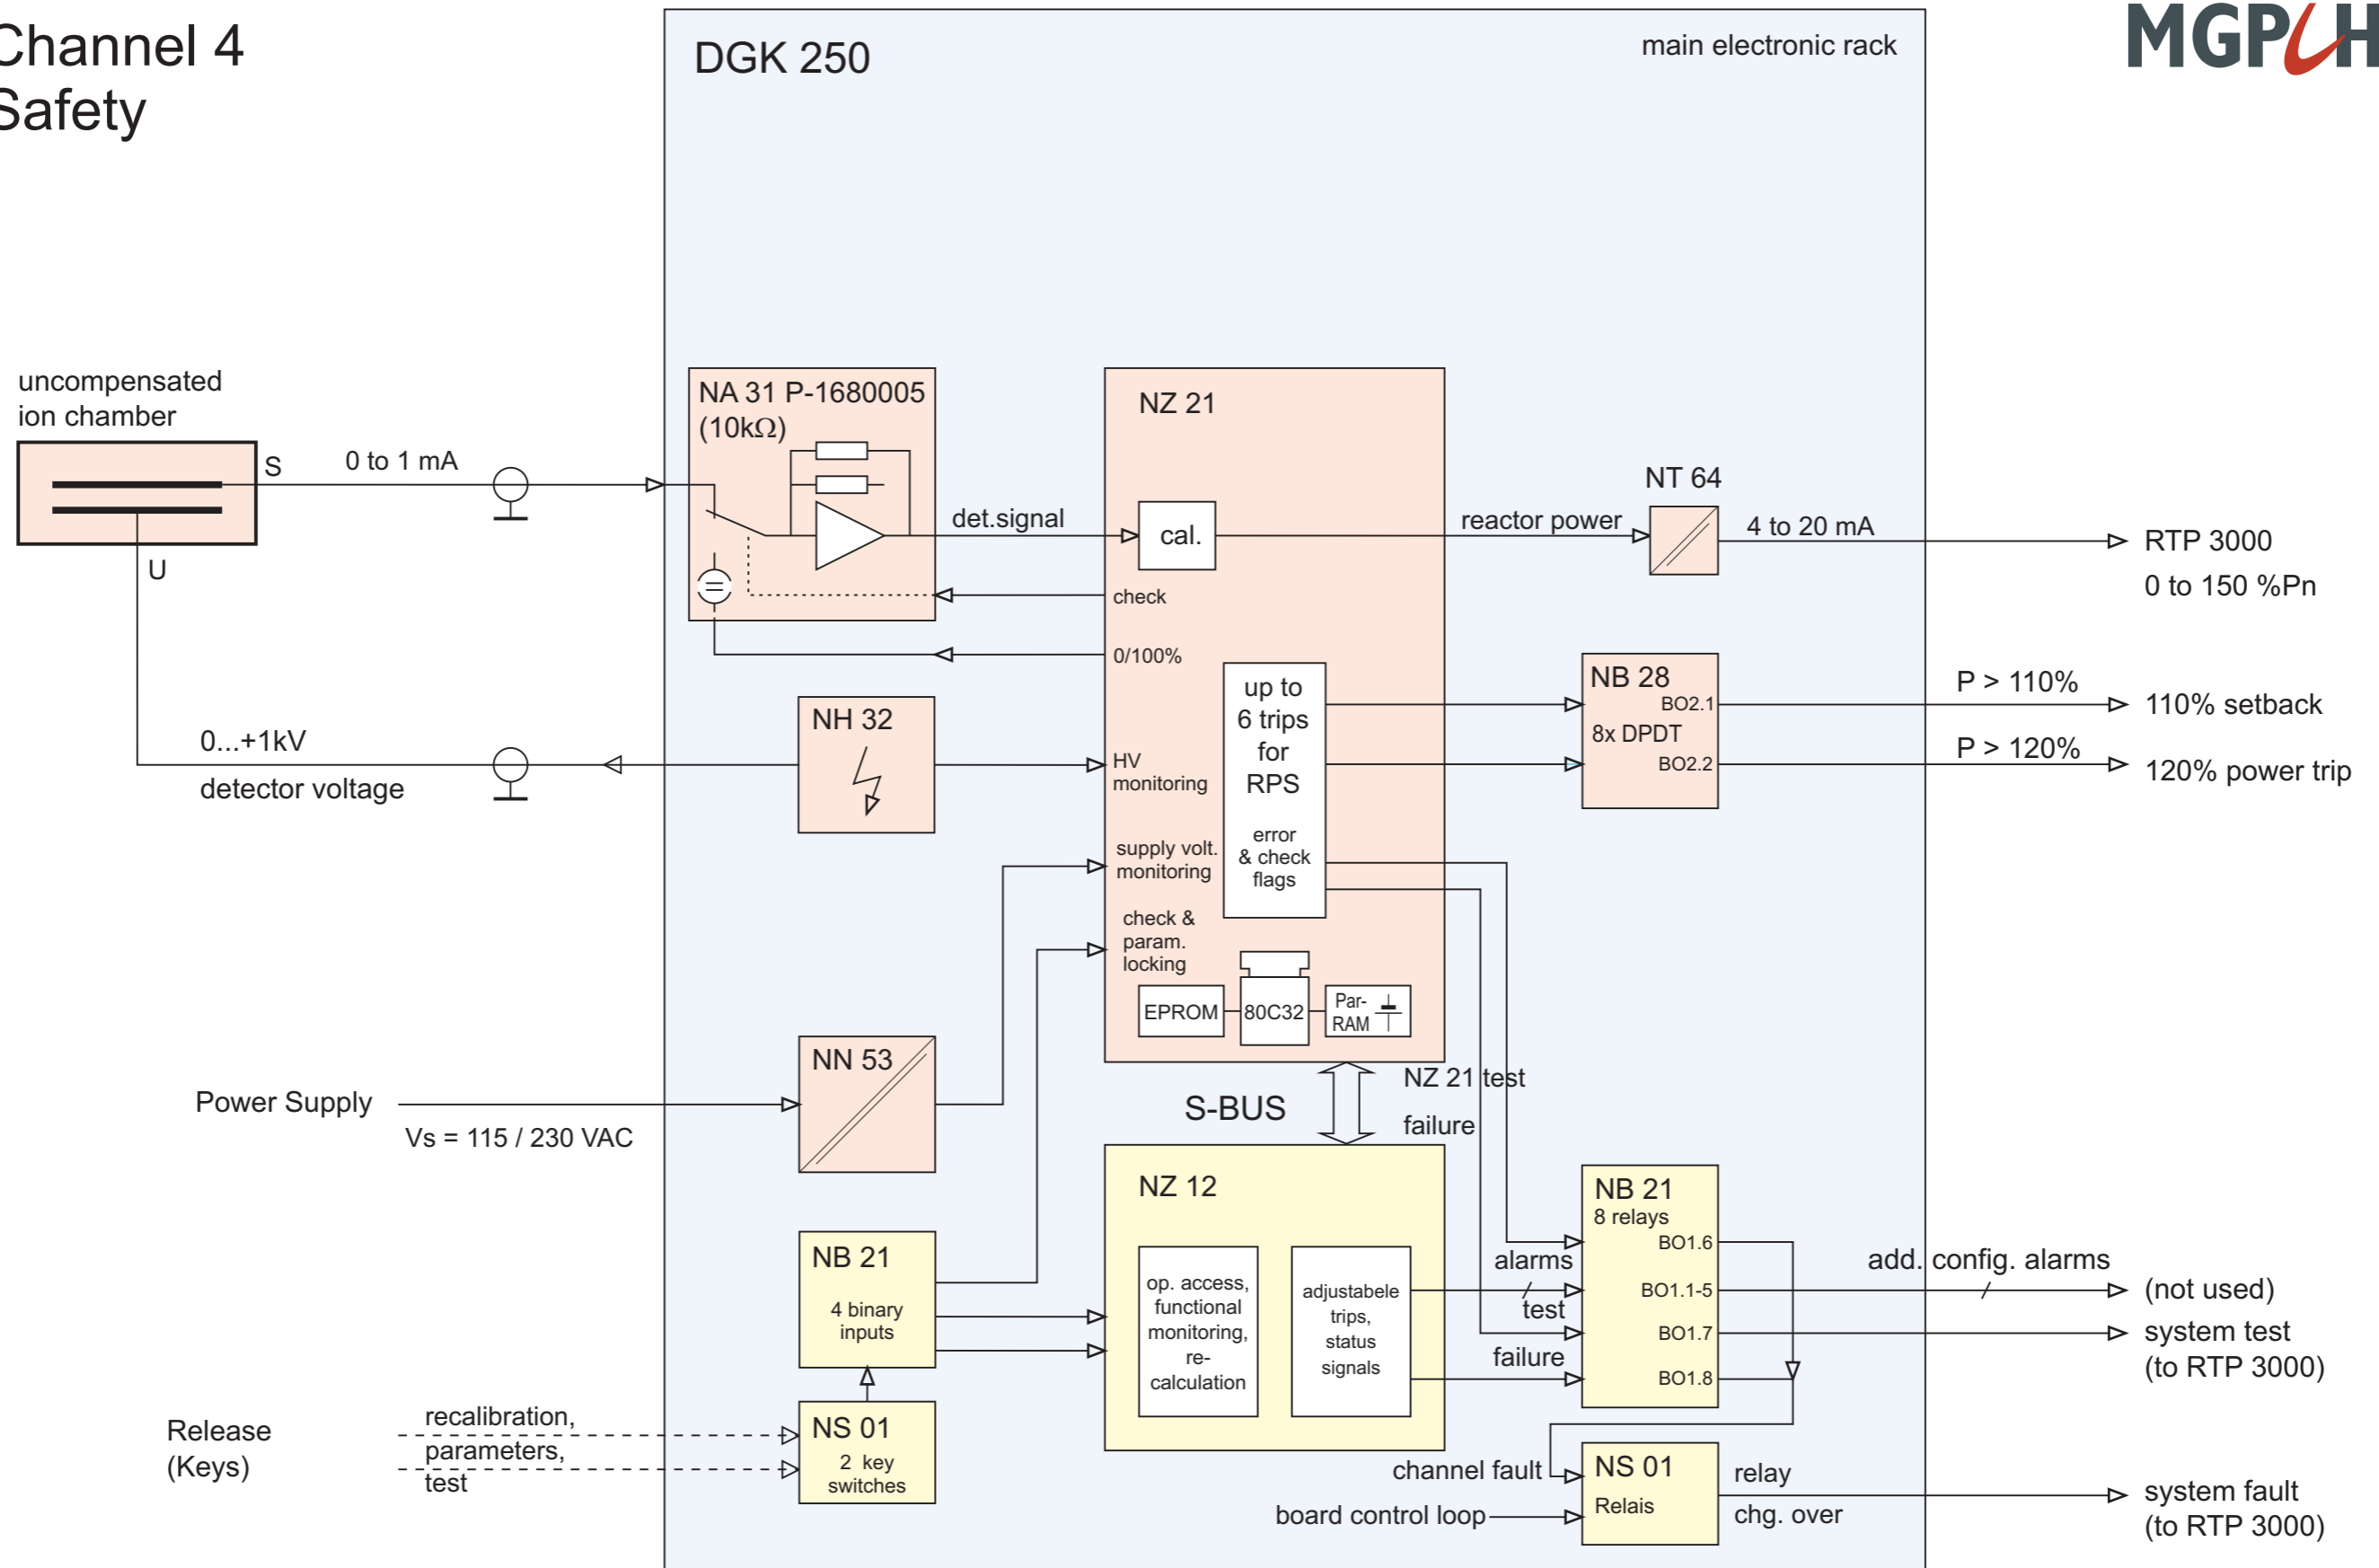 Channel 4
Safety
DGK 250
main electronic rack
MGPH
uncompensated
ion chamber
S
0 to 1 mA
U
NA 31 P-1680005
(10kΩ)
det.signal
NZ 21
cal.
check
0/100%
reactor power
NT 64
4 to 20 mA
RTP 3000
0 to 150 %Pn
up to
6 trips
for
RPS
error
& check
flags
NB 28
BO2.1
8x DPDT
BO2.2
P > 110%
110% setback
P > 120%
120% power trip
0...+1kV
detector voltage
NH 32
HV
monitoring
supply volt.
monitoring
check &
param.
locking
EPROM
80C32
Par-
RAM
Power Supply
Vs = 115 / 230 VAC
NN 53
S-BUS
NZ 21 test
failure
NZ 12
op. access,
functional
monitoring,
re-
calculation
adjustabele
trips,
status
signals
NB 21
4 binary
inputs
alarms
test
failure
NB 21
8 relays
BO1.6
BO1.1-5
BO1.7
BO1.8
add. config. alarms
(not used)
system test
(to RTP 3000)
Release
(Keys)
recalibration,
parameters,
test
NS 01
2 key
switches
channel fault
board control loop
NS 01
Relais
relay
chg. over
system fault
(to RTP 3000)